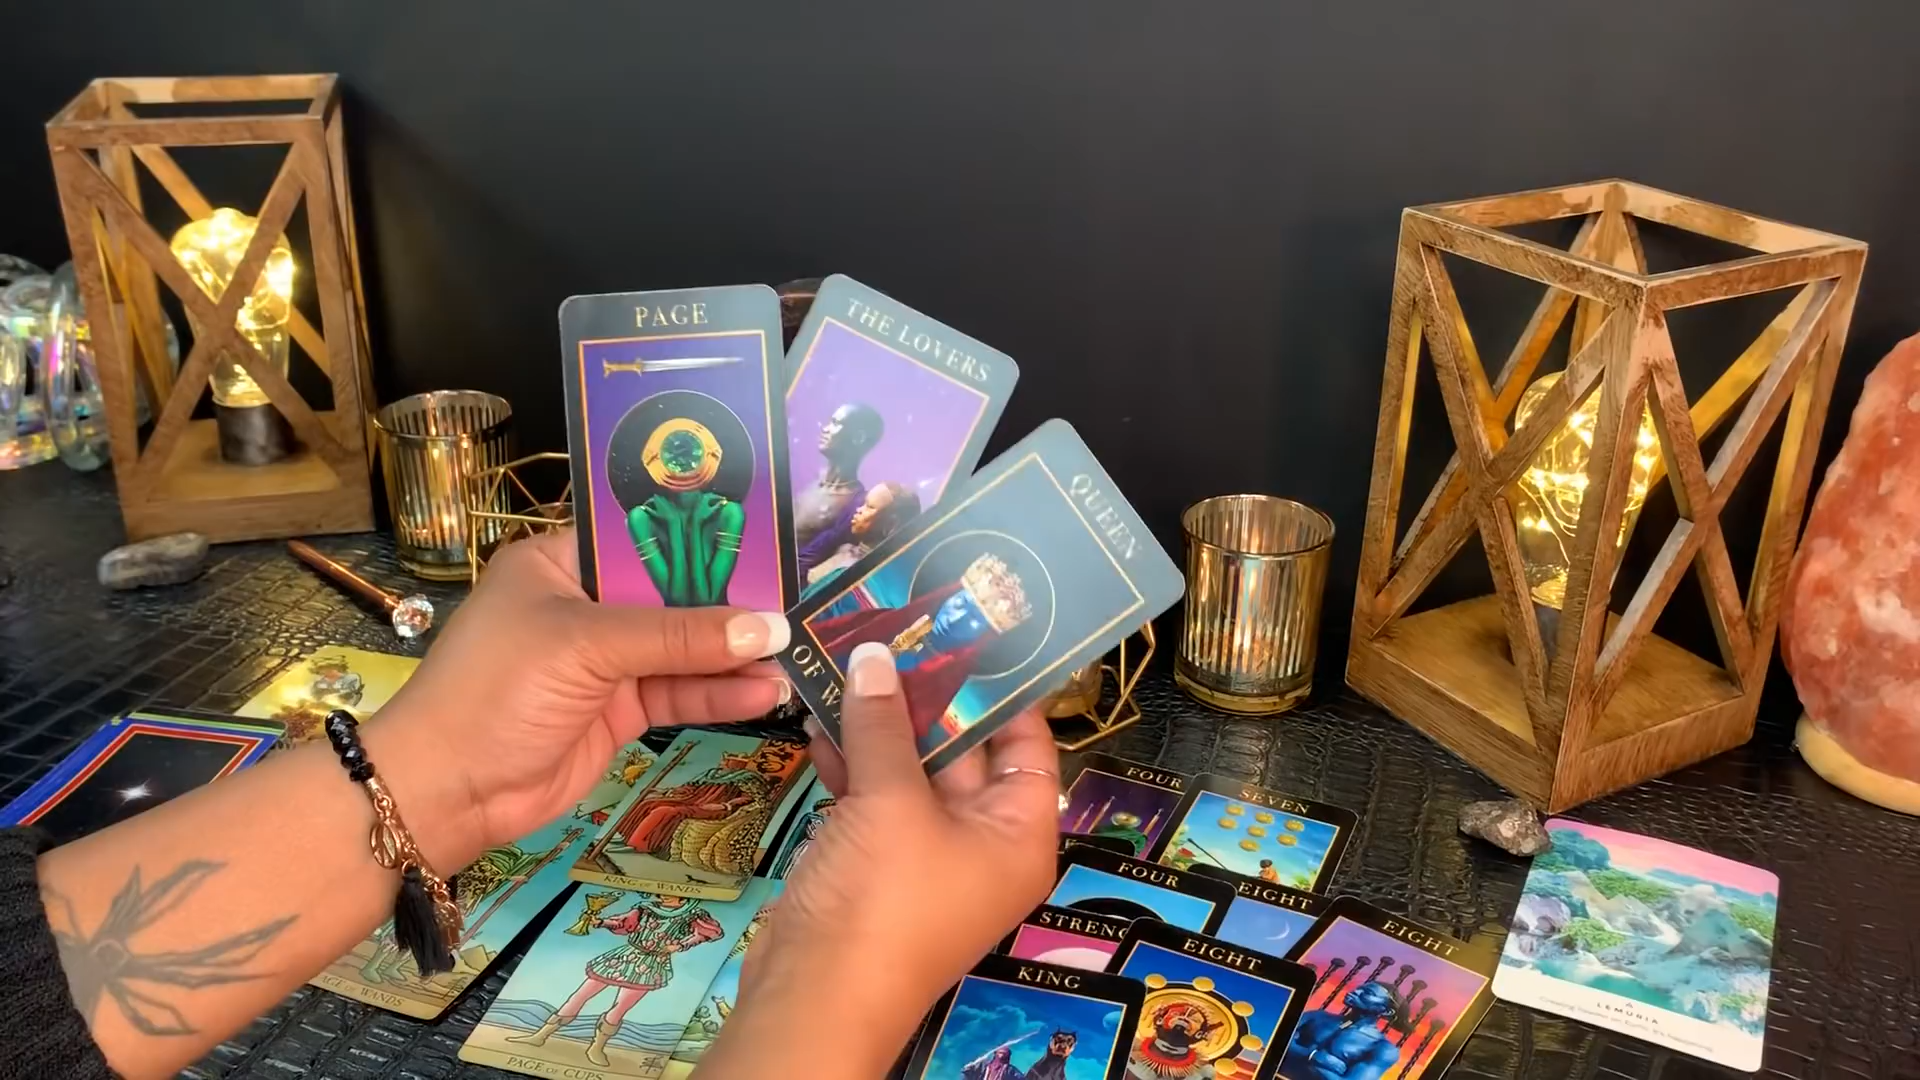 PAGE
THE LOVERS
QUEEN
OF W
FOUR
SEVEN
FOUR
EIGHT
STRENG
EIGHT
EIGHT
KING
KING OF WANDS
AGE OF WANDS
PAGE OF CUPS
LEMURIA